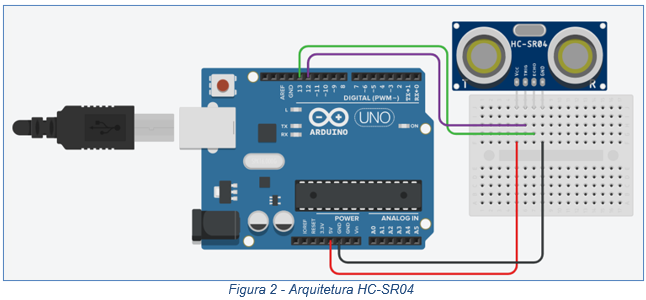 HC-SR04
VCC
TRIG
ECHO
GND
T
R
AREF
GND
13
12
~11
~10
~9
8
7
~6
~5
4
~3
2
TX→1
RX←0
DIGITAL (PWM~)
L
TX
RX
ARDUINO
UNO
ON
POWER
ANALOG IN
IOREF
RESET
3.3V
5V
GND
GND
Vin
A0
A1
A2
A3
A4
A5
Figura 2 - Arquitetura HC-SR04